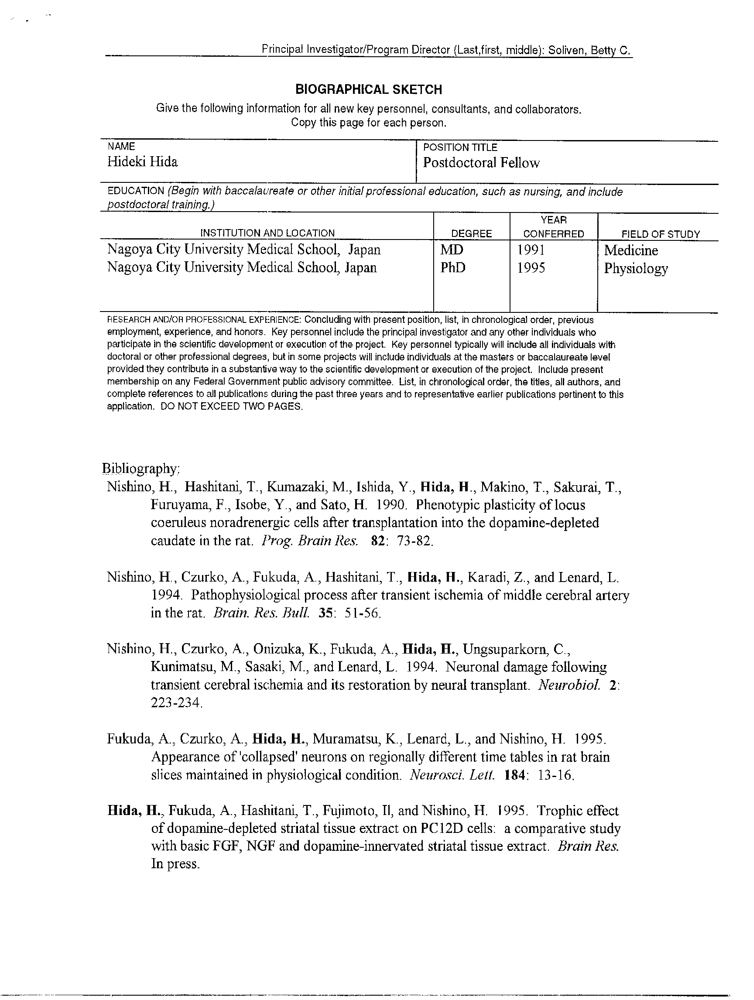 Principal Investigator/Program Director (Last,first, middle): Soliven, Betty C.
BIOGRAPHICAL SKETCH
Give the following information for all new key personnel, consultants, and collaborators.
Copy this page for each person.
NAME
Hideki Hida
POSITION TITLE
Postdoctoral Fellow
EDUCATION (Begin with baccalaureate or other initial professional education, such as nursing, and include
postdoctoral training.)
INSTITUTION AND LOCATION DEGREE YEAR CONFERRED FIELD OF STUDY
Nagoya City University Medical School, Japan MD 1991 Medicine
Nagoya City University Medical School, Japan PhD 1995 Physiology
RESEARCH AND/OR PROFESSIONAL EXPERIENCE: Concluding with present position, list, in chronological order, previous
employment, experience, and honors. Key personnel include the principal investigator and any other individuals who
participate in the scientific development or execution of the project. Key personnel typically will include all individuals with
doctoral or other professional degrees, but in some projects will include individuals at the masters or baccalaureate level
provided they contribute in a substantive way to the scientific development or execution of the project. Include present
membership on any Federal Government public advisory committee. List, in chronological order, the titles, all authors, and
complete references to all publications during the past three years and to representative earlier publications pertinent to this
application. DO NOT EXCEED TWO PAGES.
Bibliography:
Nishino, H., Hashitani, T., Kumazaki, M., Ishida, Y., Hida, H., Makino, T., Sakurai, T.,
Furuyama, F., Isobe, Y., and Sato, H. 1990. Phenotypic plasticity of locus
coeruleus noradrenergic cells after transplantation into the dopamine-depleted
caudate in the rat. Prog. Brain Res. 82: 73-82.
Nishino, H., Czurko, A., Fukuda, A., Hashitani, T., Hida, H., Karadi, Z., and Lenard, L.
1994. Pathophysiological process after transient ischemia of middle cerebral artery
in the rat. Brain. Res. Bull. 35: 51-56.
Nishino, H., Czurko, A., Onizuka, K., Fukuda, A., Hida, H., Ungsuparkorn, C.,
Kunimatsu, M., Sasaki, M., and Lenard, L. 1994. Neuronal damage following
transient cerebral ischemia and its restoration by neural transplant. Neurobiol. 2:
223-234.
Fukuda, A., Czurko, A., Hida, H., Muramatsu, K., Lenard, L., and Nishino, H. 1995.
Appearance of 'collapsed' neurons on regionally different time tables in rat brain
slices maintained in physiological condition. Neurosci. Lett. 184: 13-16.
Hida, H., Fukuda, A., Hashitani, T., Fujimoto, Il, and Nishino, H. 1995. Trophic effect
of dopamine-depleted striatal tissue extract on PC12D cells: a comparative study
with basic FGF, NGF and dopamine-innervated striatal tissue extract. Brain Res.
In press.